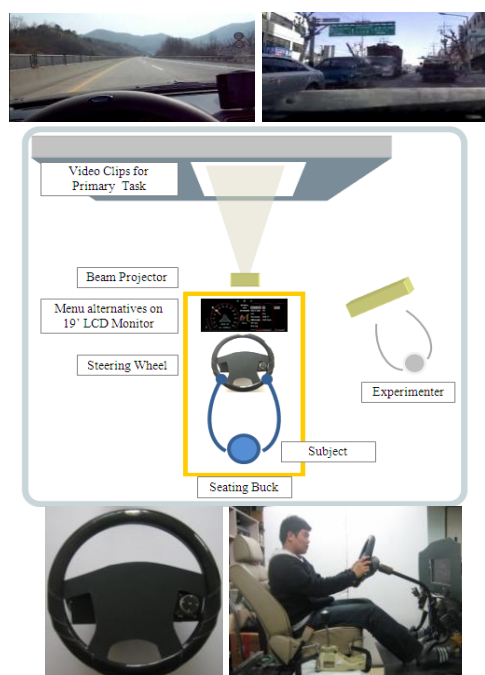 Video Clips for
Primary Task
Beam Projector
Menu alternatives on
19’ LCD Monitor
Steering Wheel
Experimenter
Subject
Seating Buck